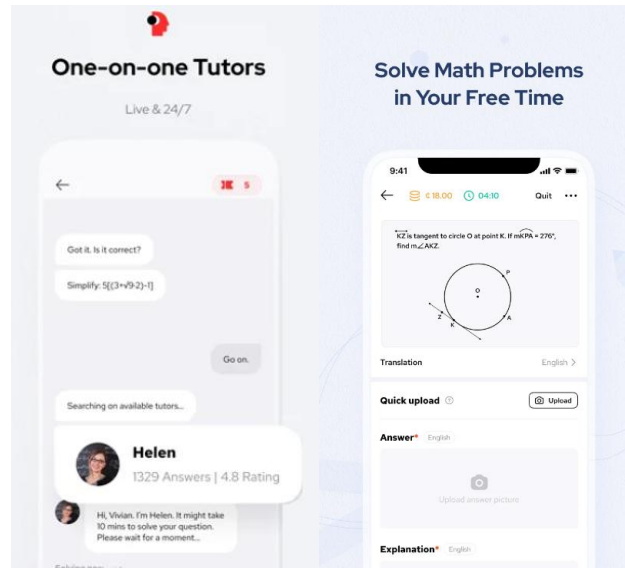 One-on-one Tutors
Live & 24/7
5
Got it. Is it correct?
Simplify: 5[(3+√9·2)-1]
Go on.
Searching on available tutors...
Helen
1329 Answers | 4.8 Rating
Hi, Vivian. I'm Helen. It might take
10 mins to solve your question.
Please wait for a moment...
Solve Math Problems
in Your Free Time
9:41
¢ 18.00
04:10
Quit
KZ is tangent to circle O at point K. If mKPA = 276°,
find m∠AKZ.
P
O
Z
K
A
Translation
English >
Quick upload
Upload
Answer*
English
Upload answer picture
Explanation*
English